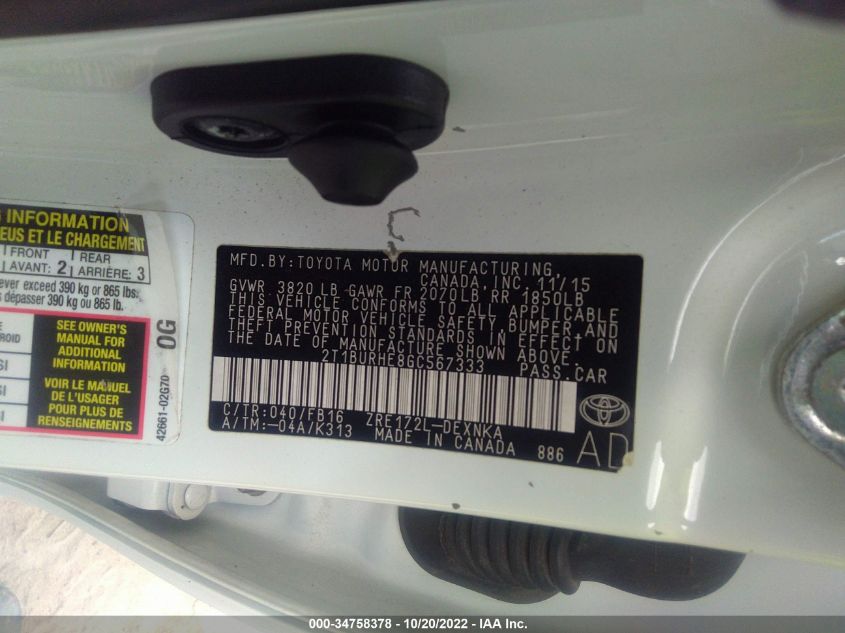 C
G INFORMATION
EUS ET LE CHARGEMENT
FRONT REAR
AVANT: 2 ARRIÈRE: 3
never exceed 390 kg or 865 lbs.
dépasser 390 kg ou 865 lb.
SEE OWNER'S
MANUAL FOR
ADDITIONAL
INFORMATION
VOIR LE MANUEL
DE L'USAGER
POUR PLUS DE
RENSEIGNEMENTS
OG
42661-02G70
MFD.BY:TOYOTA MOTOR MANUFACTURING,
CANADA,INC. 11/15
GVWR 3820LB GAWR FR 2070LB RR 1850LB
THIS VEHICLE CONFORMS TO ALL APPLICABLE
FEDERAL MOTOR VEHICLE SAFETY,BUMPER,AND
THEFT PREVENTION STANDARDS IN EFFECT ON
THE DATE OF MANUFACTURE SHOWN ABOVE.
2T1BURHE8GC567333 PASS.CAR
C/TR:040/FB16 ZRE172L-DEXNKA
A/TM:-04A/K313 MADE IN CANADA 886
AD
000-34758378 - 10/20/2022 - IAA Inc.